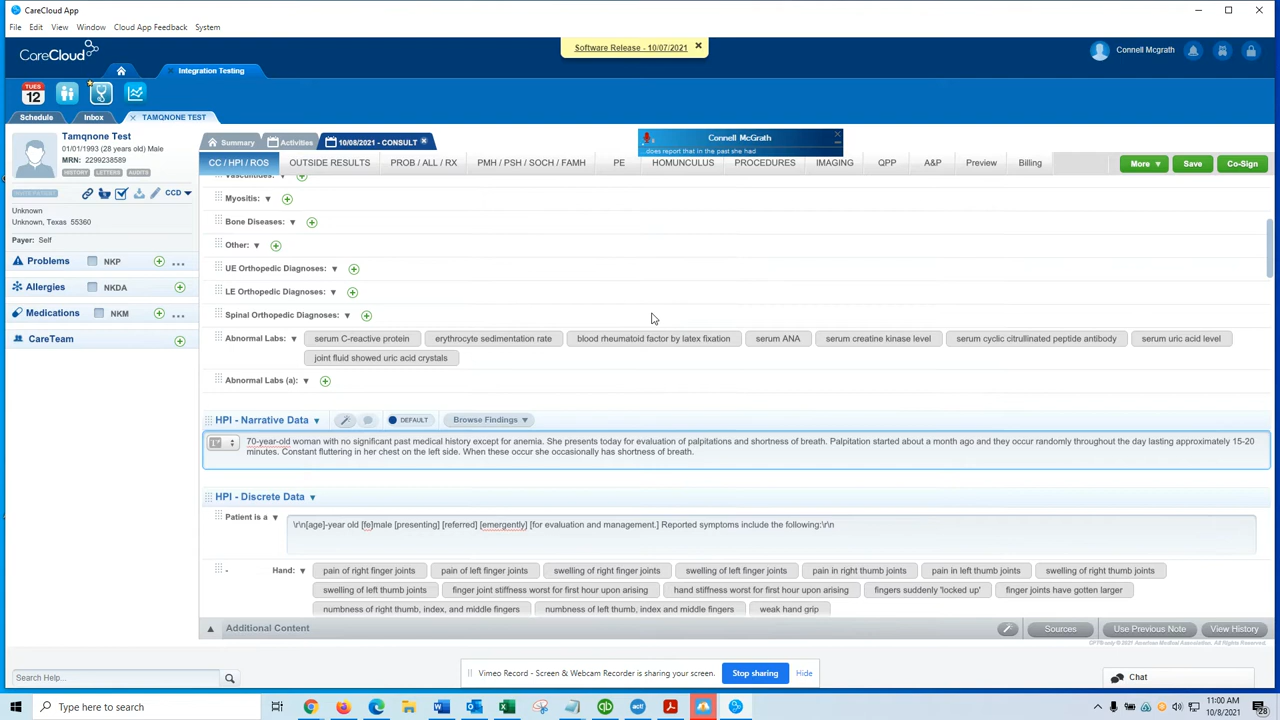 CareCloud App
File Edit View Window Cloud App Feedback System
CareCloud
Software Release - 10/07/2021
Connell Mcgrath
Integration Testing
TUES
12
Schedule Inbox TAMQNONE TEST
Tamqnone Test
01/01/1993 (28 years old) Male
MRN: 2299238589
HISTORY LETTERS AUDITS
CCD
Unknown
Unknown, Texas 55360
Payer: Self
Problems NKP
Allergies NKDA
Medications NKM
CareTeam
Summary Activities 10/08/2021 - CONSULT
Connell McGrath
does report that in the past she had
CC / HPI / ROS OUTSIDE RESULTS PROB / ALL / RX PMH / PSH / SOCH / FAMH PE HOMUNCULUS PROCEDURES IMAGING QPP A&P Preview Billing More Save Co-Sign
Vasculitides:
Myositis:
Bone Diseases:
Other:
UE Orthopedic Diagnoses:
LE Orthopedic Diagnoses:
Spinal Orthopedic Diagnoses:
Abnormal Labs: serum C-reactive protein erythrocyte sedimentation rate blood rheumatoid factor by latex fixation serum ANA serum creatine kinase level serum cyclic citrullinated peptide antibody serum uric acid level
joint fluid showed uric acid crystals
Abnormal Labs (a):
HPI - Narrative Data DEFAULT Browse Findings
70-year-old woman with no significant past medical history except for anemia. She presents today for evaluation of palpitations and shortness of breath. Palpitation started about a month ago and they occur randomly throughout the day lasting approximately 15-20
minutes. Constant fluttering in her chest on the left side. When these occur she occasionally has shortness of breath.
HPI - Discrete Data
Patient is a \r\n[age]-year old [fe]male [presenting] [referred] [emergently] [for evaluation and management.] Reported symptoms include the following:\r\n
- Hand: pain of right finger joints pain of left finger joints swelling of right finger joints swelling of left finger joints pain in right thumb joints pain in left thumb joints swelling of right thumb joints
swelling of left thumb joints finger joint stiffness worst for first hour upon arising hand stiffness worst for first hour upon arising fingers suddenly 'locked up' finger joints have gotten larger
numbness of right thumb, index, and middle fingers numbness of left thumb, index and middle fingers weak hand grip
Additional Content Sources Use Previous Note View History
CPT® only © 2021 American Medical Association. All Rights Reserved.
Search Help...
Vimeo Record - Screen & Webcam Recorder is sharing your screen. Stop sharing Hide
Chat
Type here to search
11:00 AM
10/8/2021
28